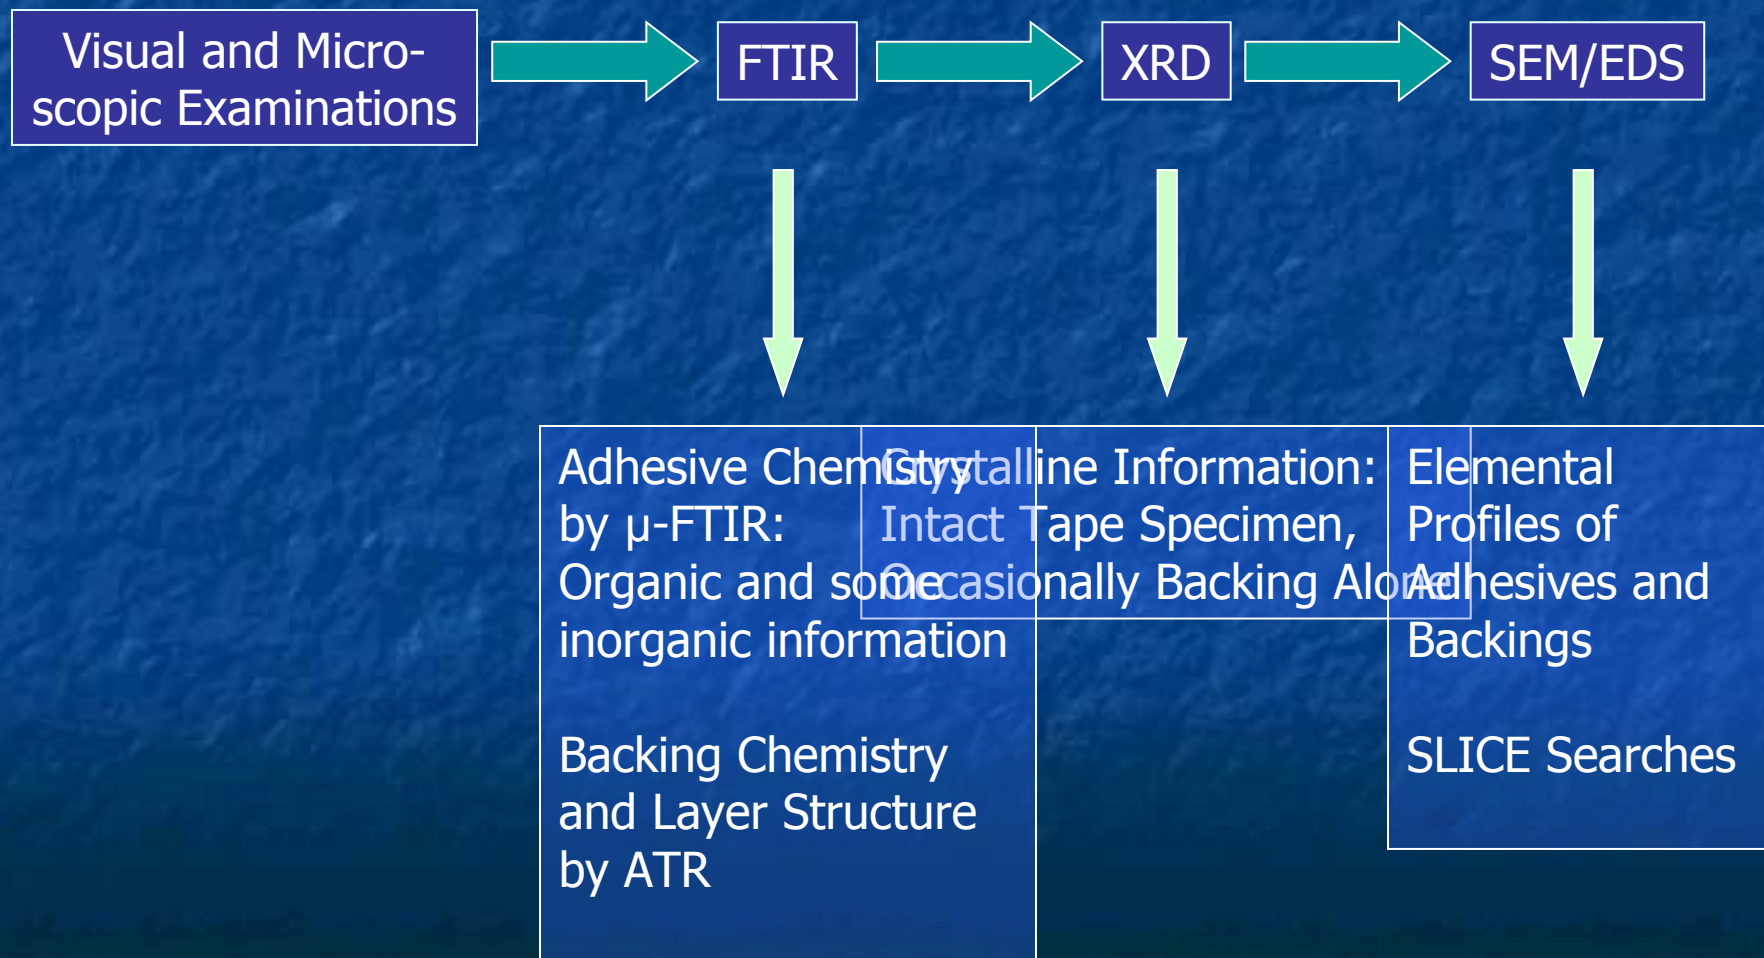 Visual and Micro-
scopic Examinations
FTIR
XRD
SEM/EDS
Adhesive Chemistry
by µ-FTIR:
Organic and some
inorganic information
Backing Chemistry
and Layer Structure
by ATR
Crystalline Information:
Intact Tape Specimen,
Occasionally Backing Alone
Elemental
Profiles of
Adhesives and
Backings
SLICE Searches